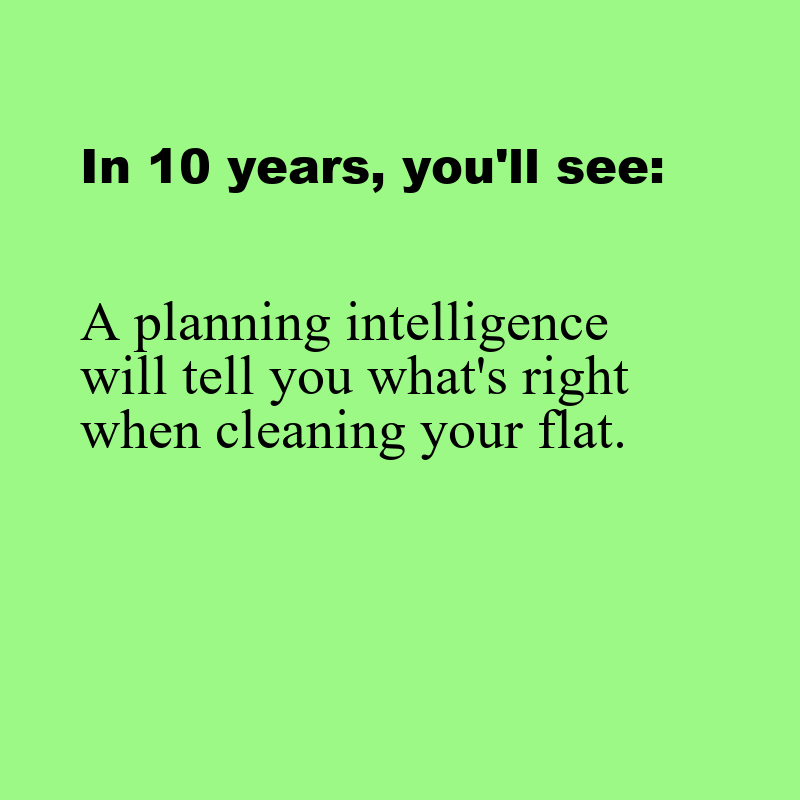 In 10 years, you'll see:
A planning intelligence
will tell you what's right
when cleaning your flat.